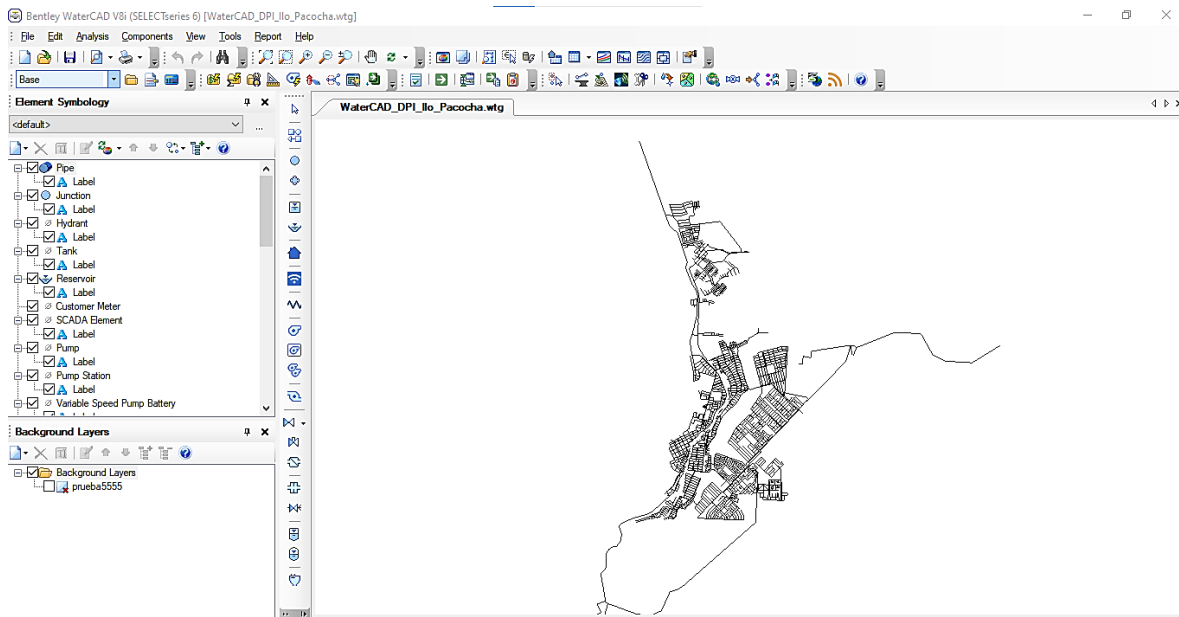 Bentley WaterCAD V8i (SELECTseries 6) [WaterCAD_DPI_Ilo_Pacocha.wtg]
File Edit Analysis Components View Tools Report Help
Base
Element Symbology
<default>
...
Pipe
Label
Junction
Label
Hydrant
Label
Tank
Label
Reservoir
Label
Customer Meter
SCADA Element
Label
Pump
Label
Pump Station
Label
Variable Speed Pump Battery
Background Layers
Background Layers
prueba5555
WaterCAD_DPI_Ilo_Pacocha.wtg